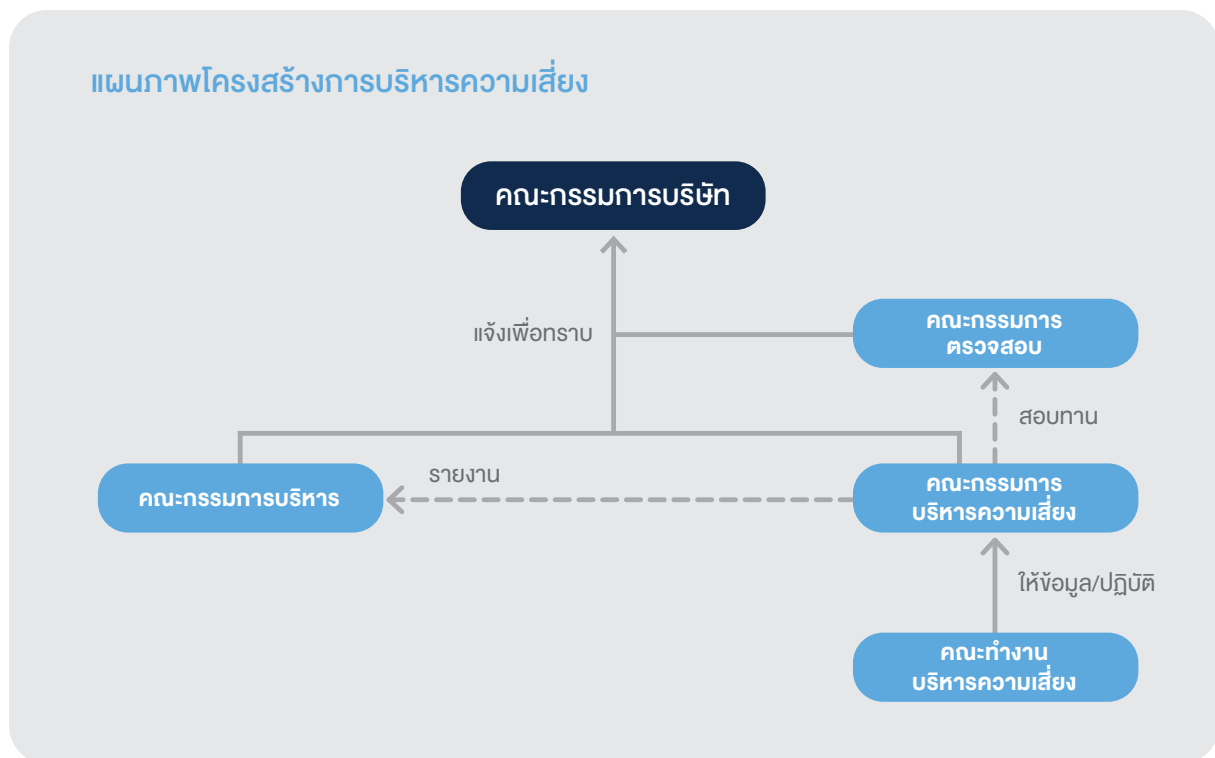 แผนภาพโครงสร้างการบริหารความเสี่ยง
คณะกรรมการบริษัท
แจ้งเพื่อทราบ
คณะกรรมการ
ตรวจสอบ
สอบทาน
รายงาน
คณะกรรมการบริหาร
คณะกรรมการ
บริหารความเสี่ยง
ให้ข้อมูล/ปฏิบัติ
คณะทำงาน
บริหารความเสี่ยง